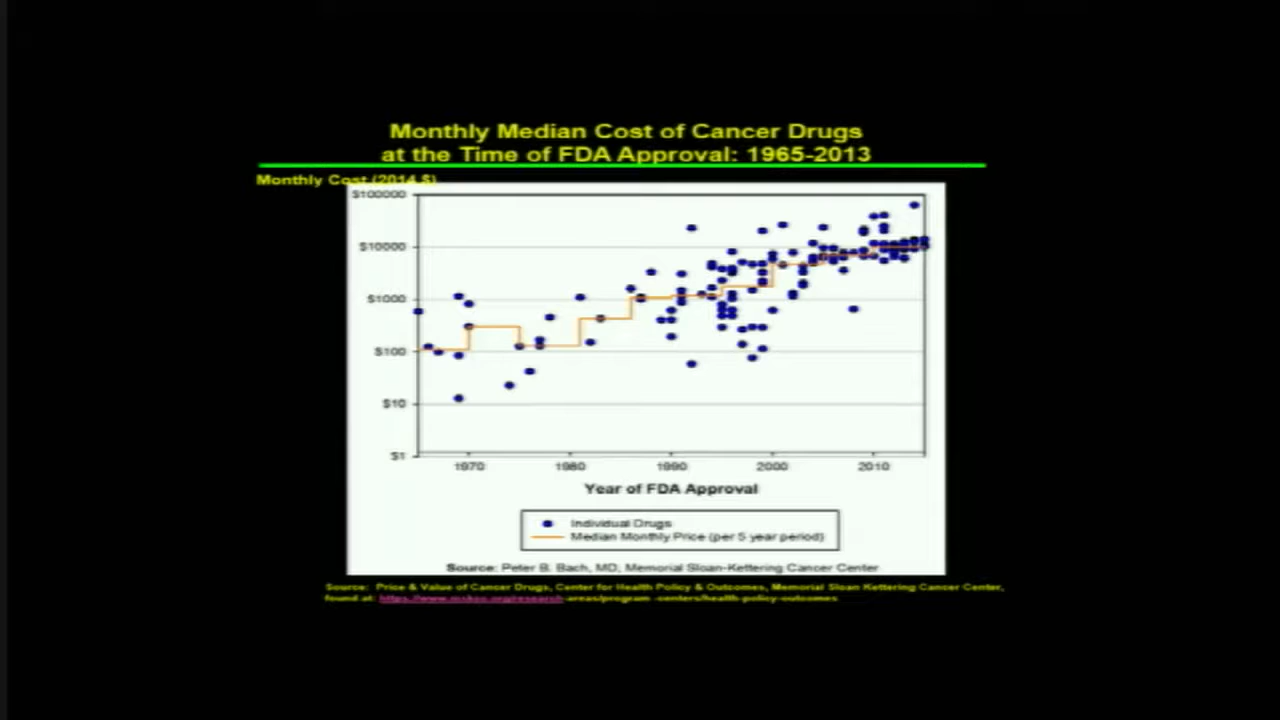 Monthly Median Cost of Cancer Drugs
at the Time of FDA Approval: 1965-2013
Monthly Cost (2014 $)
$100000
$10000
$1000
$100
$10
$1
1970 1980 1990 2000 2010
Year of FDA Approval
Individual Drugs
Median Monthly Price (per 5 year period)
Source: Peter B. Bach, MD, Memorial Sloan-Kettering Cancer Center
Source: Price & Value of Cancer Drugs, Center for Health Policy & Outcomes, Memorial Sloan Kettering Cancer Center,
found at: https://www.mskcc.org/research-areas/program-centers/health-policy-outcomes